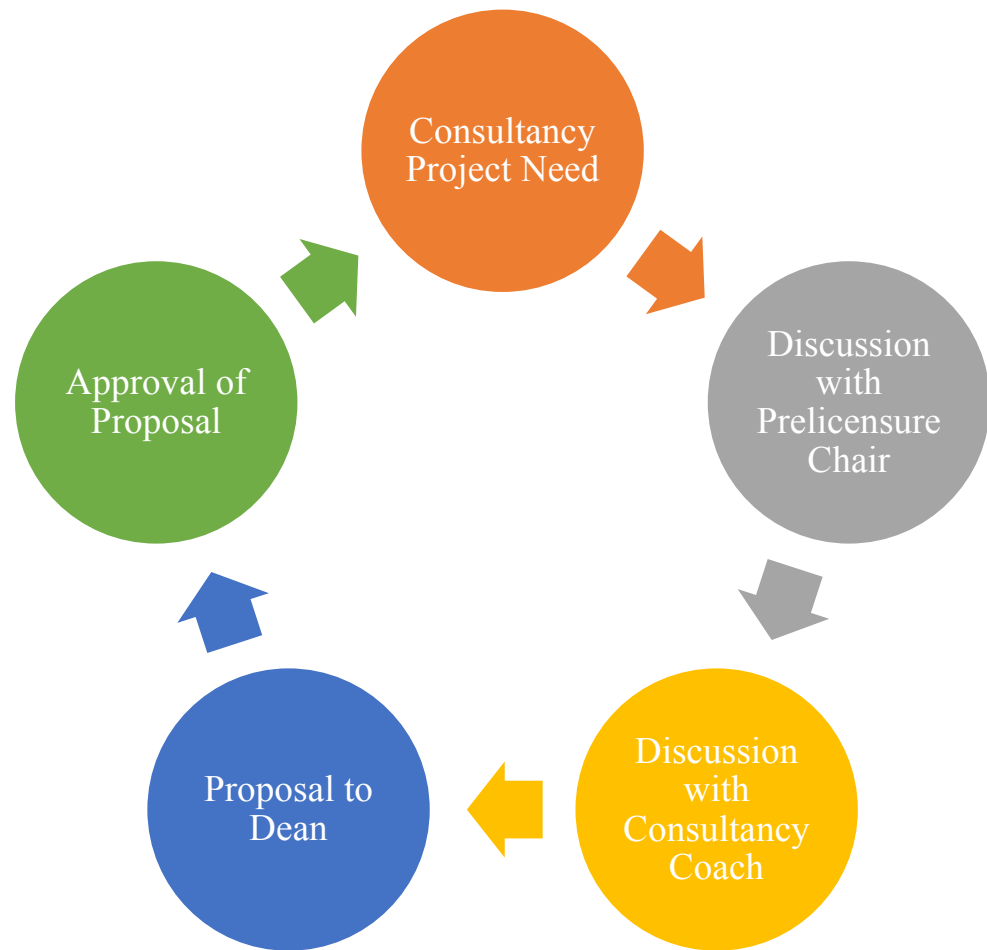 Consultancy
Project Need
Discussion
with
Prelicensure
Chair
Discussion
with
Consultancy
Coach
Proposal to
Dean
Approval of
Proposal